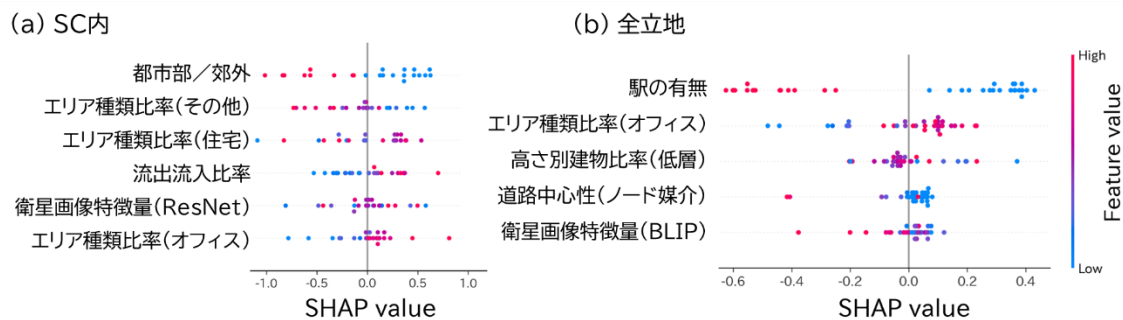 (a) SC内
都市部／郊外
エリア種類比率(その他)
エリア種類比率(住宅)
流出流入比率
衛星画像特徴量(ResNet)
エリア種類比率(オフィス)
-1.0 -0.5 0.0 0.5 1.0
SHAP value
(b) 全立地
駅の有無
エリア種類比率(オフィス)
高さ別建物比率(低層)
道路中心性(ノード媒介)
衛星画像特徴量(BLIP)
-0.6 -0.4 -0.2 0.0 0.2 0.4
SHAP value
High
Feature value
Low